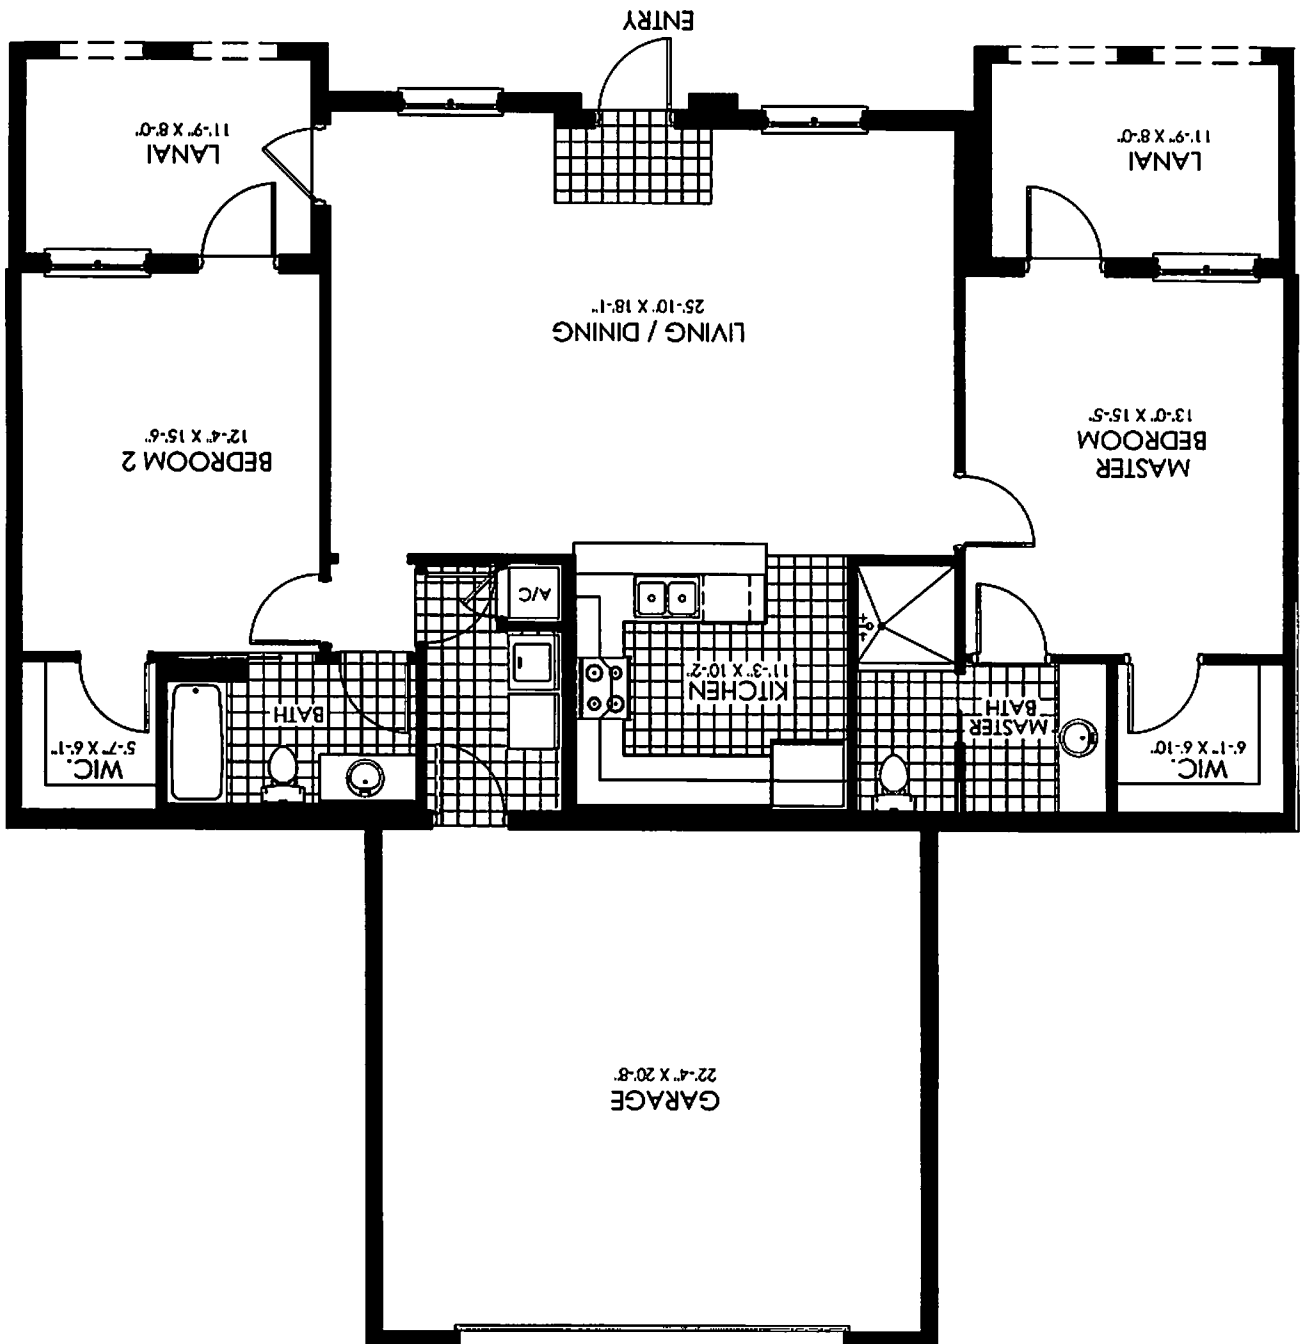 GARAGE
22'-4" X 20'-8"
WIC.
6'-1" X 6'-10"
MASTER
BATH
KITCHEN
11'-3" X 10'-2"
BATH
WIC.
5'-7" X 6'-1"
A/C
MASTER
BEDROOM
13'-0" X 15'-5"
BEDROOM 2
12'-4" X 15'-6"
LIVING / DINING
25'-10" X 18'-1"
LANAI
11'-9" X 8'-0"
LANAI
11'-9" X 8'-0"
ENTRY